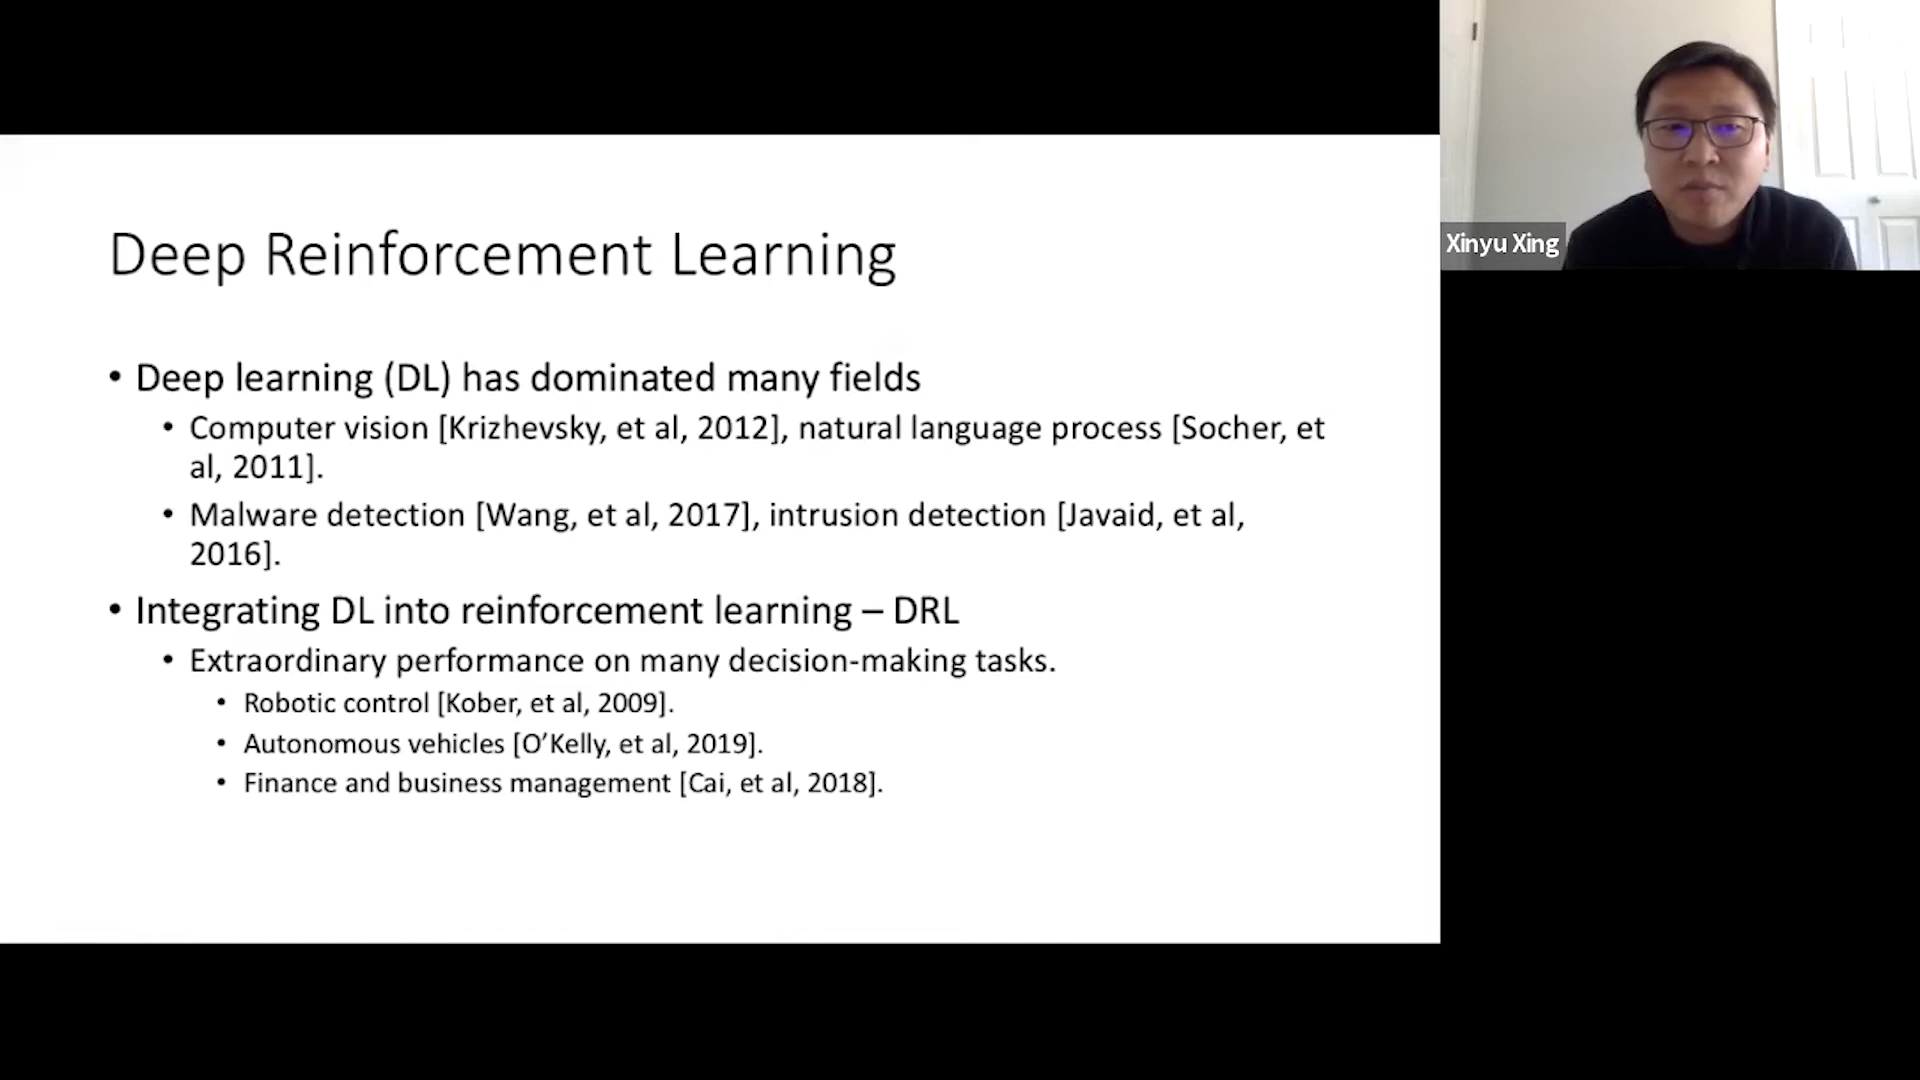 Deep Reinforcement Learning
• Deep learning (DL) has dominated many fields
• Computer vision [Krizhevsky, et al, 2012], natural language process [Socher, et
al, 2011].
• Malware detection [Wang, et al, 2017], intrusion detection [Javaid, et al,
2016].
• Integrating DL into reinforcement learning – DRL
• Extraordinary performance on many decision-making tasks.
• Robotic control [Kober, et al, 2009].
• Autonomous vehicles [O’Kelly, et al, 2019].
• Finance and business management [Cai, et al, 2018].
Xinyu Xing